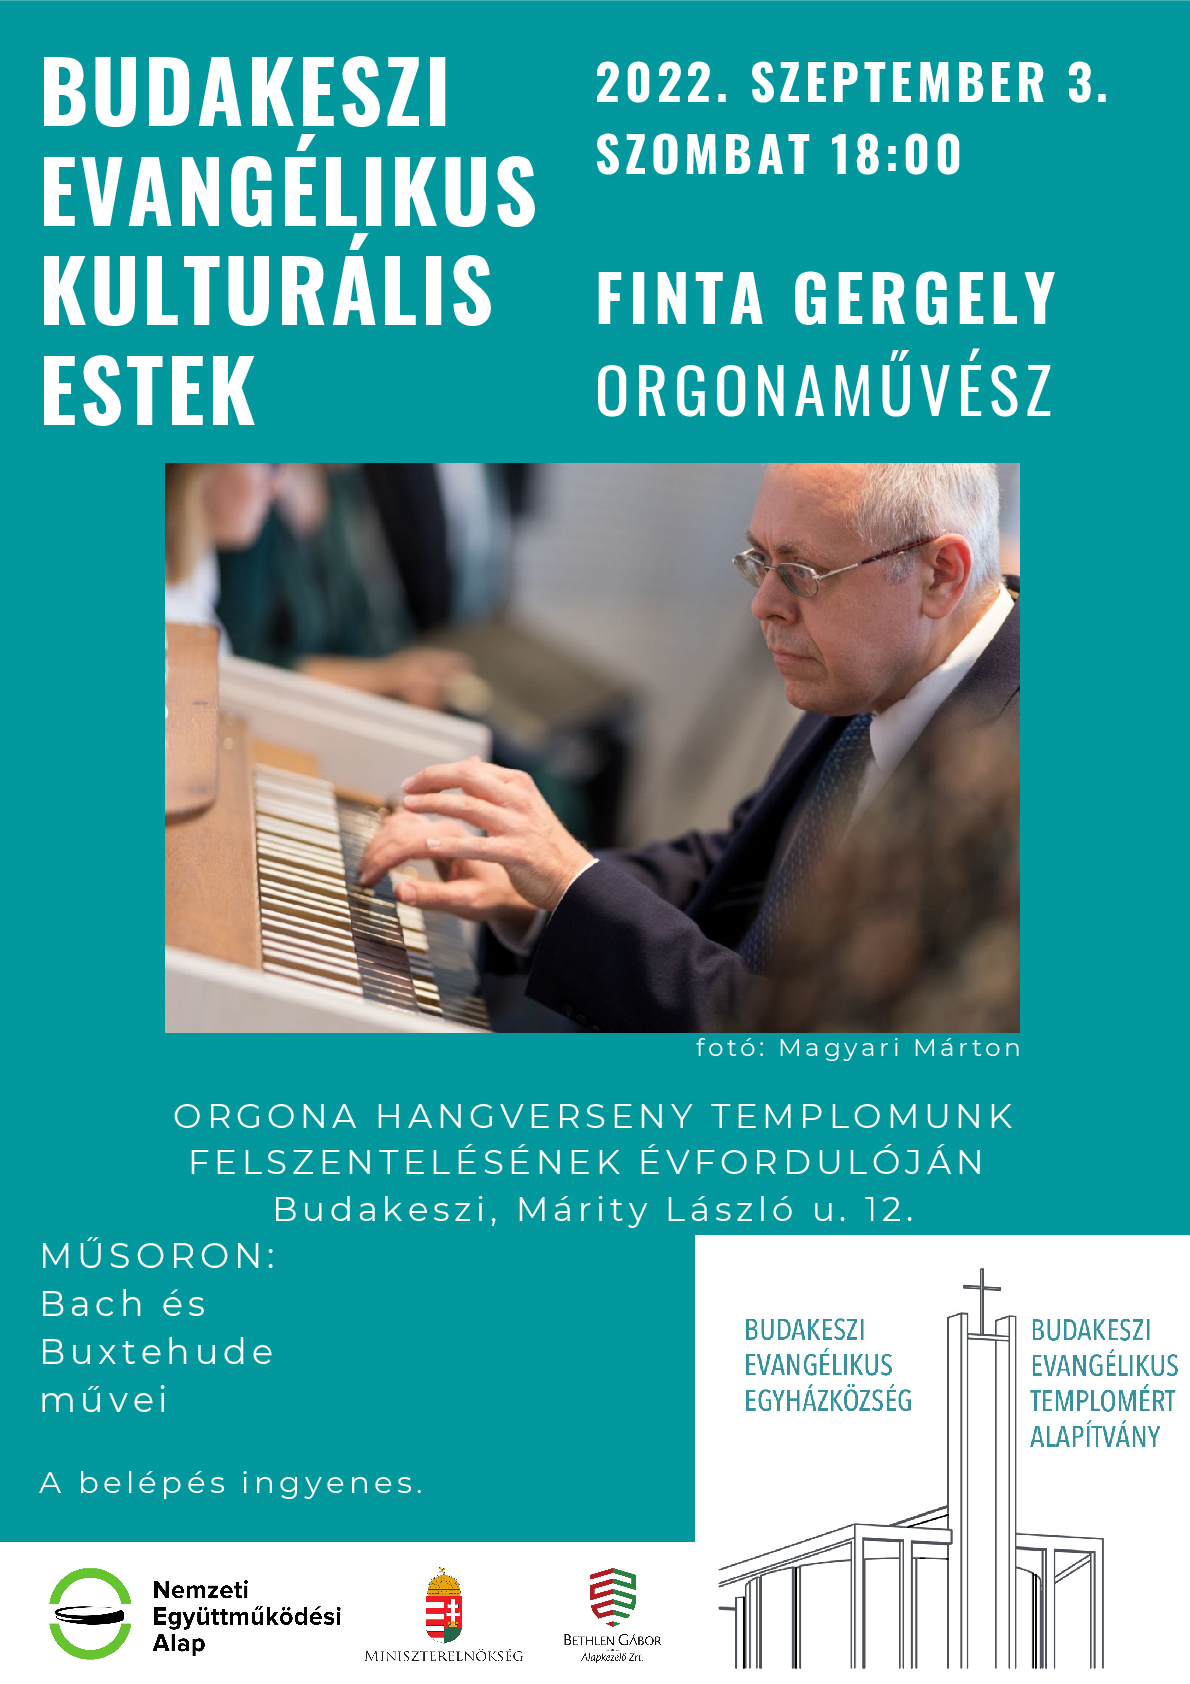 BUDAKESZI
EVANGÉLIKUS
KULTURÁLIS
ESTEK
2022. SZEPTEMBER 3.
SZOMBAT 18:00
FINTA GERGELY
ORGONAMŰVÉSZ
fotó: Magyari Márton
ORGONA HANGVERSENY TEMPLOMUNK
FELSZENTELÉSÉNEK ÉVFORDULÓJÁN
Budakeszi, Márity László u. 12.
MŰSORON:
Bach és
Buxtehude
művei
A belépés ingyenes.
BUDAKESZI
EVANGÉLIKUS
EGYHÁZKÖZSÉG
BUDAKESZI
EVANGÉLIKUS
TEMPLOMÉRT
ALAPÍTVÁNY
Nemzeti
Együttműködési
Alap
MINISZTERELNÖKSÉG
BETHLEN GÁBOR
Alapkezelő Zrt.